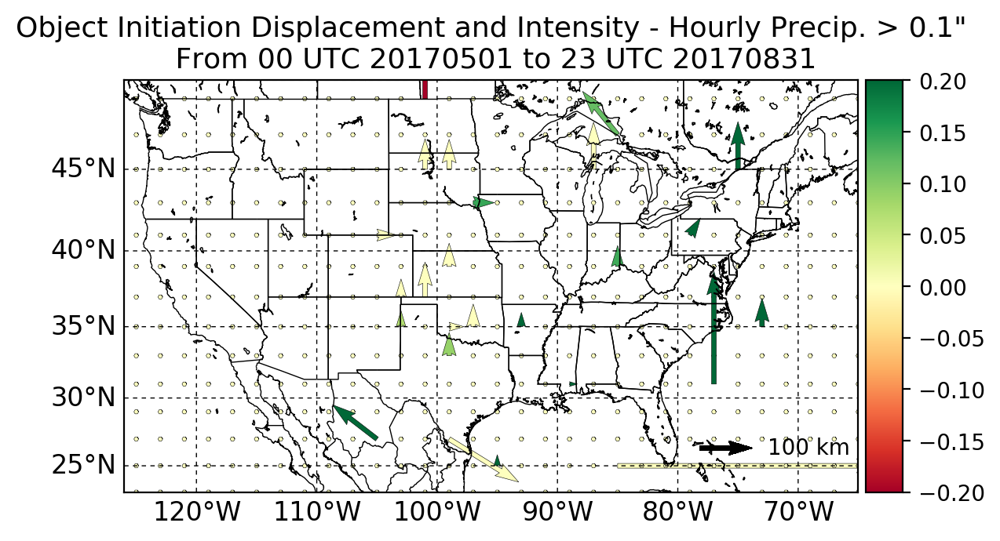 Object Initiation Displacement and Intensity - Hourly Precip. > 0.1"
From 00 UTC 20170501 to 23 UTC 20170831
45°N
40°N
35°N
30°N
25°N
120°W
110°W
100°W
90°W
80°W
70°W
100 km
0.20
0.15
0.10
0.05
0.00
−0.05
−0.10
−0.15
−0.20